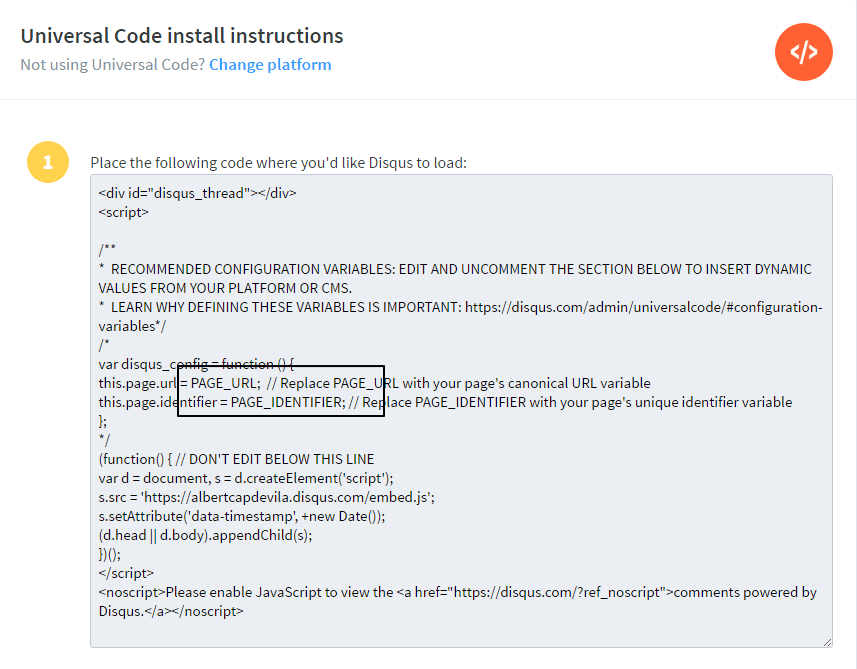 Universal Code install instructions
Not using Universal Code? Change platform
</>
1
Place the following code where you'd like Disqus to load:
<div id="disqus_thread"></div>
<script>
/**
* RECOMMENDED CONFIGURATION VARIABLES: EDIT AND UNCOMMENT THE SECTION BELOW TO INSERT DYNAMIC
VALUES FROM YOUR PLATFORM OR CMS.
* LEARN WHY DEFINING THESE VARIABLES IS IMPORTANT: https://disqus.com/admin/universalcode/#configuration-
variables*/
/*
var disqus_config = function () {
this.page.url = PAGE_URL; // Replace PAGE_URL with your page's canonical URL variable
this.page.identifier = PAGE_IDENTIFIER; // Replace PAGE_IDENTIFIER with your page's unique identifier variable
};
*/
(function() { // DON'T EDIT BELOW THIS LINE
var d = document, s = d.createElement('script');
s.src = 'https://albertcapdevila.disqus.com/embed.js';
s.setAttribute('data-timestamp', +new Date());
(d.head || d.body).appendChild(s);
})();
</script>
<noscript>Please enable JavaScript to view the <a href="https://disqus.com/?ref_noscript">comments powered by
Disqus.</a></noscript>